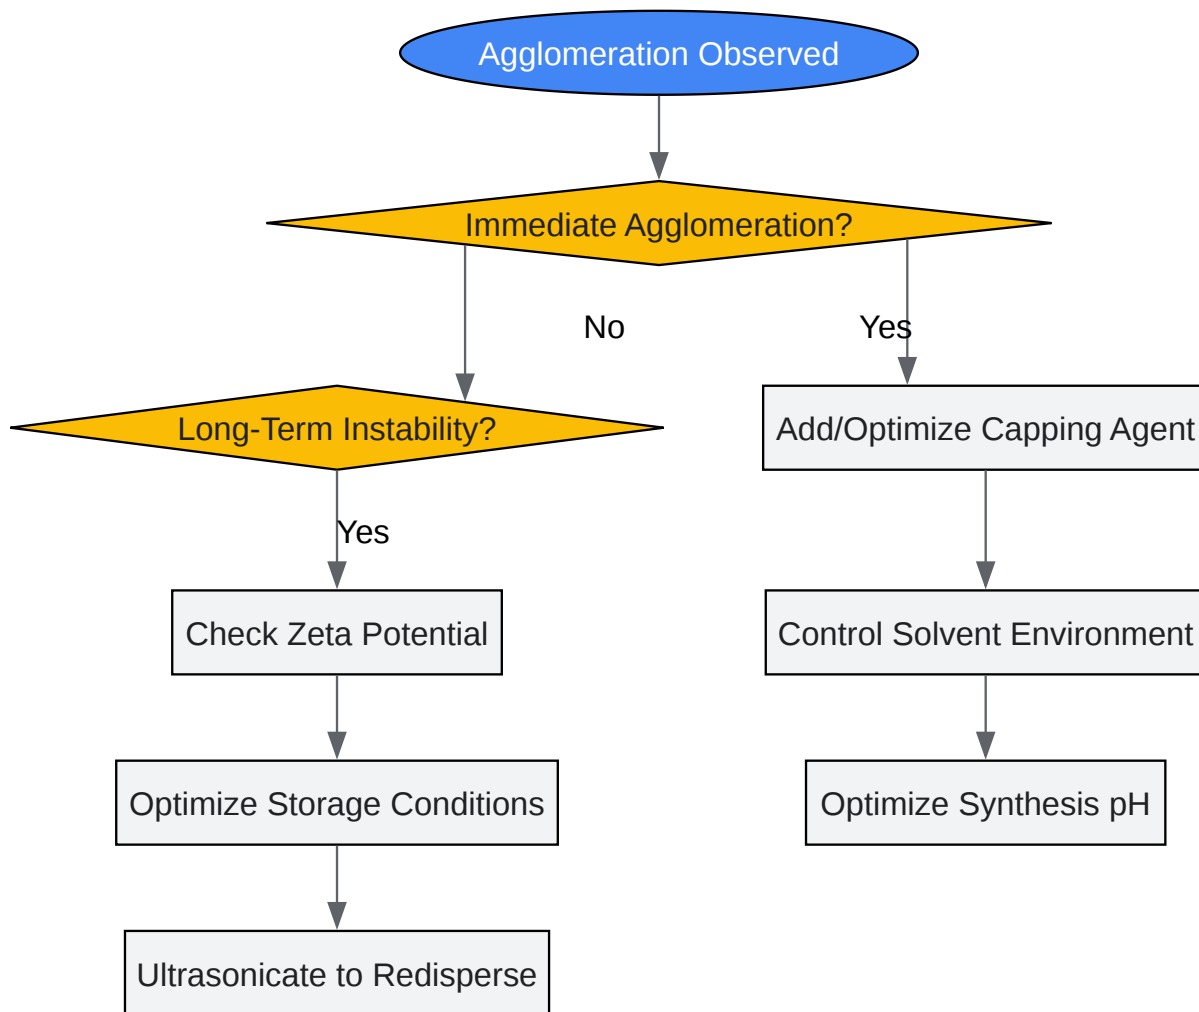 Agglomeration Observed
Immediate Agglomeration?
No
Yes
Long-Term Instability?
Add/Optimize Capping Agent
Yes
Check Zeta Potential
Control Solvent Environment
Optimize Storage Conditions
Optimize Synthesis pH
Ultrasonicate to Redisperse